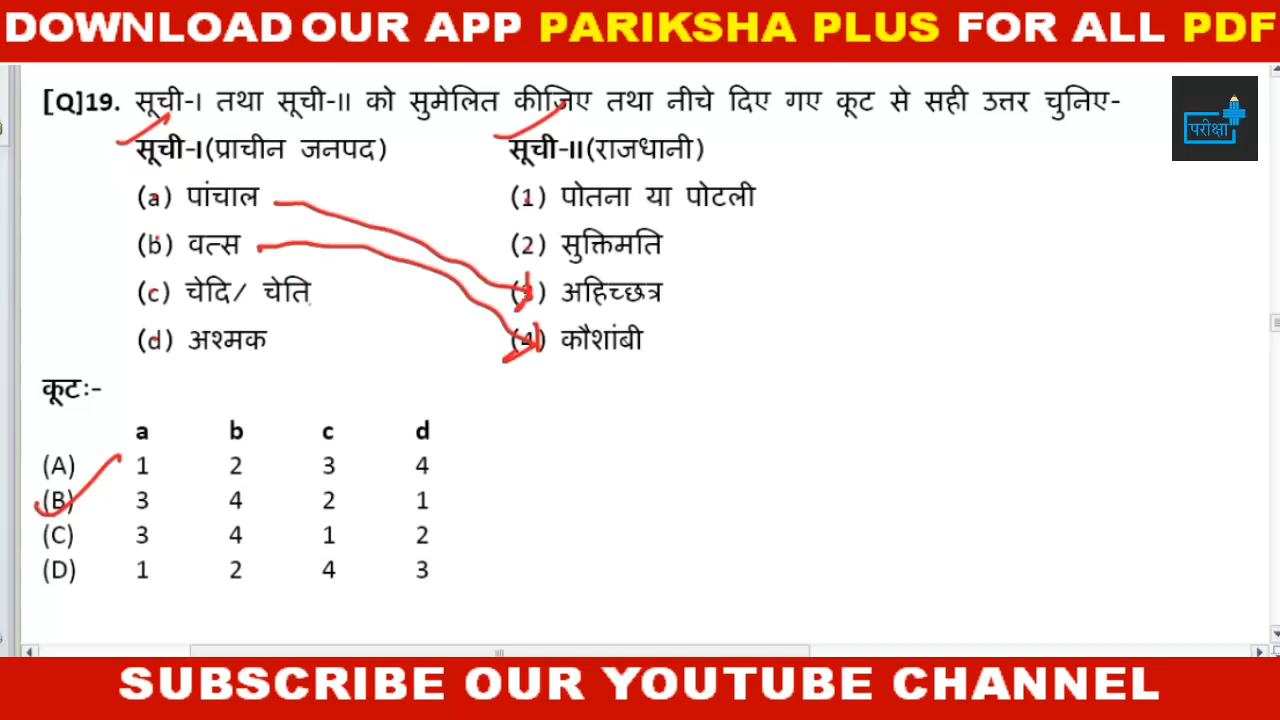 DOWNLOAD OUR APP PARIKSHA PLUS FOR ALL PDF
[Q]19. सूची-I तथा सूची-II को सुमेलित कीजिए तथा नीचे दिए गए कूट से सही उत्तर चुनिए-
परीक्षा
सूची-I(प्राचीन जनपद) सूची-II(राजधानी)
(a) पांचाल (1) पोतना या पोटली
(b) वत्स (2) सुक्तिमति
(c) चेदि/ चेति (3) अहिच्छत्र
(d) अश्मक (4) कौशांबी
कूटः-
a b c d
(A) 1 2 3 4
(B) 3 4 2 1
(C) 3 4 1 2
(D) 1 2 4 3
SUBSCRIBE OUR YOUTUBE CHANNEL